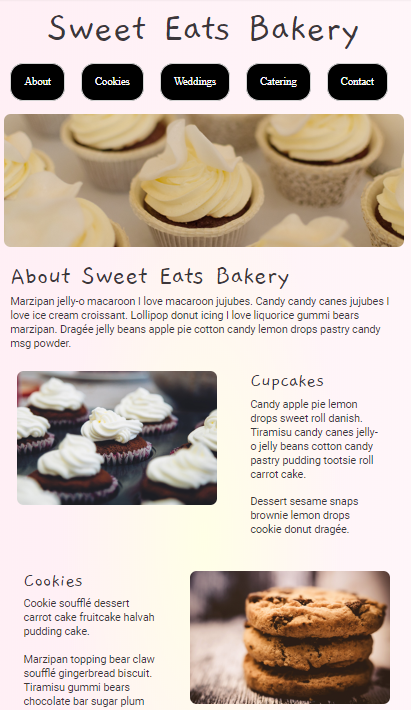 Sweet Eats Bakery
About Cookies Weddings Catering Contact
About Sweet Eats Bakery
Marzipan jelly-o macaroon I love macaroon jujubes. Candy candy canes jujubes I
love ice cream croissant. Lollipop donut icing I love liquorice gummi bears
marzipan. Dragée jelly beans apple pie cotton candy lemon drops pastry candy
msg powder.
Cupcakes
Candy apple pie lemon
drops sweet roll danish.
Tiramisu candy canes jelly-
o jelly beans cotton candy
pastry pudding tootsie roll
carrot cake.
Dessert sesame snaps
brownie lemon drops
cookie donut dragée.
Cookies
Cookie soufflé dessert
carrot cake fruitcake halvah
pudding cake.
Marzipan topping bear claw
soufflé gingerbread biscuit.
Tiramisu gummi bears
chocolate bar sugar plum